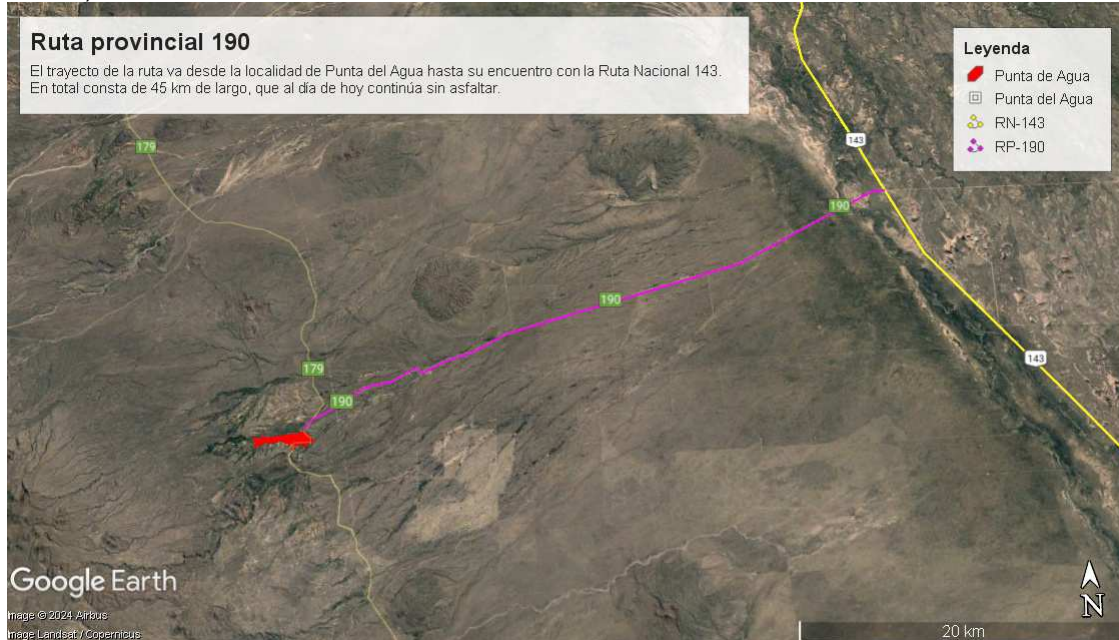 Ruta provincial 190
El trayecto de la ruta va desde la localidad de Punta del Agua hasta su encuentro con la Ruta Nacional 143.
En total consta de 45 km de largo, que al día de hoy continúa sin asfaltar.
Leyenda
Punta de Agua
Punta del Agua
RN-143
RP-190
179
143
190
190
143
179
190
Google Earth
Image © 2024 Airbus
Image Landsat / Copernicus
N
20 km